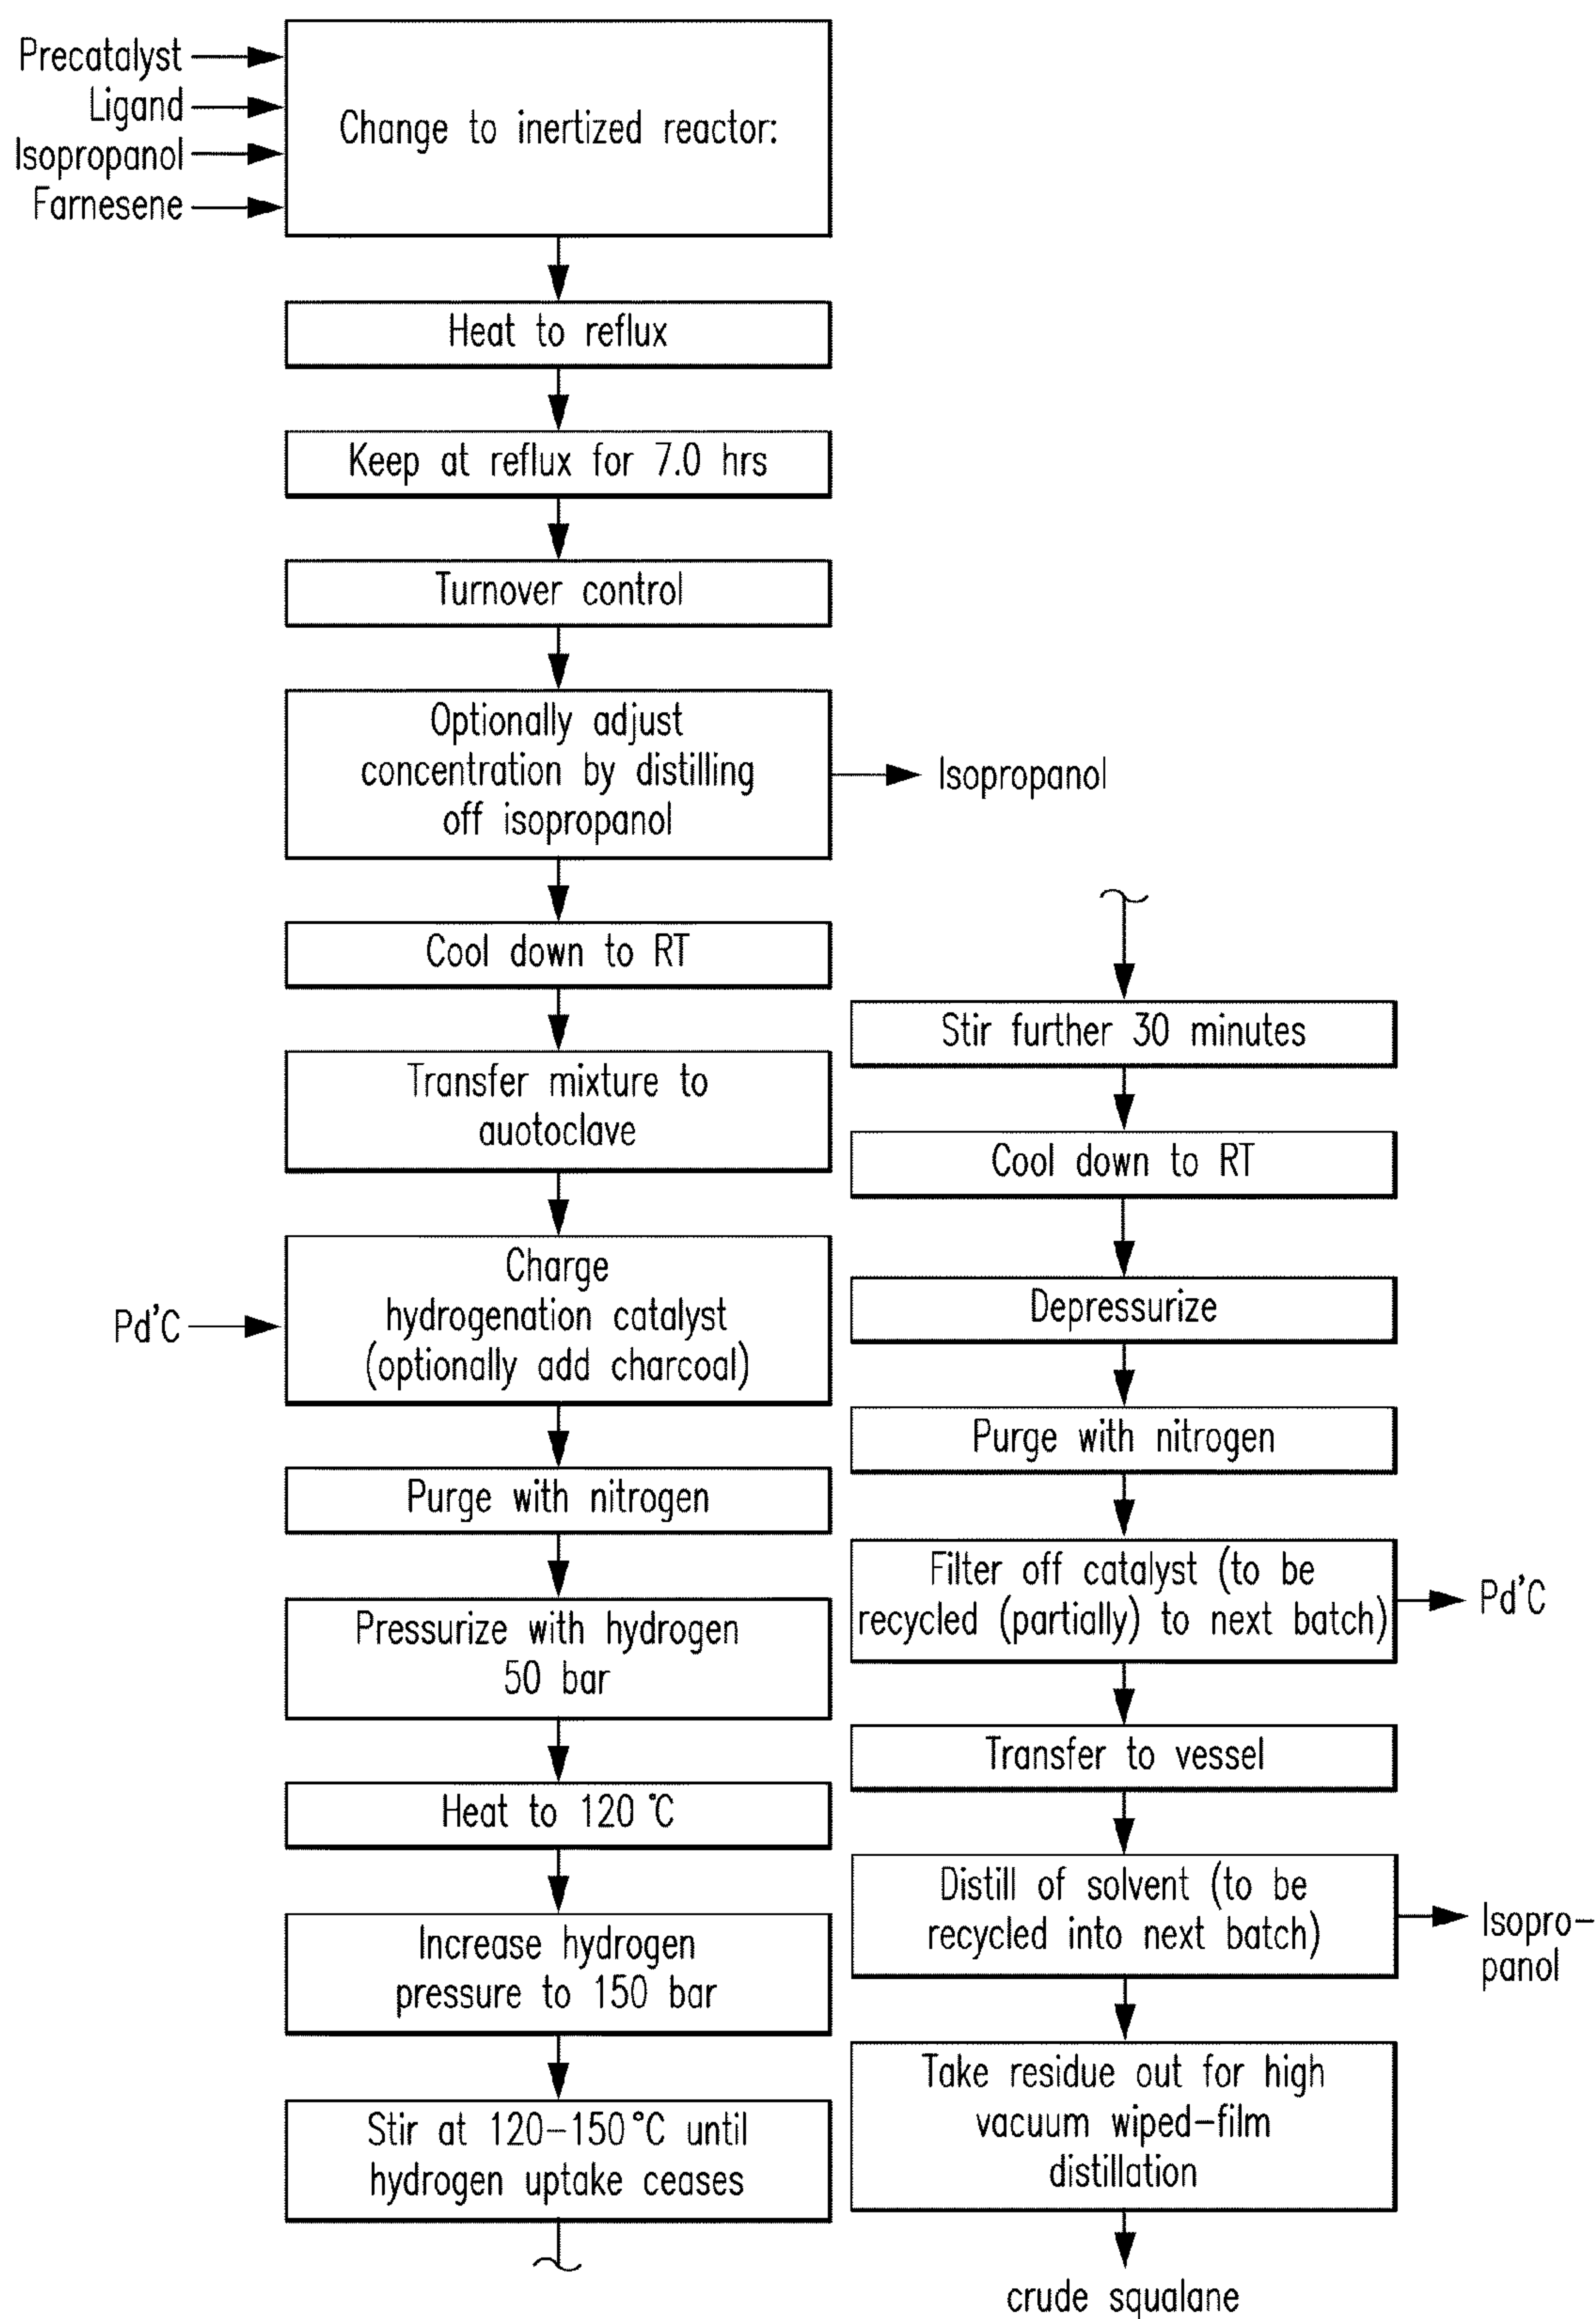 Precatalyst
Ligand
Isopropanol
Farnesene
Change to inertized reactor:
Heat to reflux
Keep at reflux for 7.0 hrs
Turnover control
Optionally adjust
concentration by distilling
off isopropanol
Isopropanol
Cool down to RT
Transfer mixture to
auotoclave
Pd'C
Charge
hydrogenation catalyst
(optionally add charcoal)
Purge with nitrogen
Pressurize with hydrogen
50 bar
Heat to 120 °C
Increase hydrogen
pressure to 150 bar
Stir at 120–150°C until
hydrogen uptake ceases
Stir further 30 minutes
Cool down to RT
Depressurize
Purge with nitrogen
Filter off catalyst (to be
recycled (partially) to next batch)
Pd'C
Transfer to vessel
Distill of solvent (to be
recycled into next batch)
Isopro-
panol
Take residue out for high
vacuum wiped–film
distillation
crude squalane